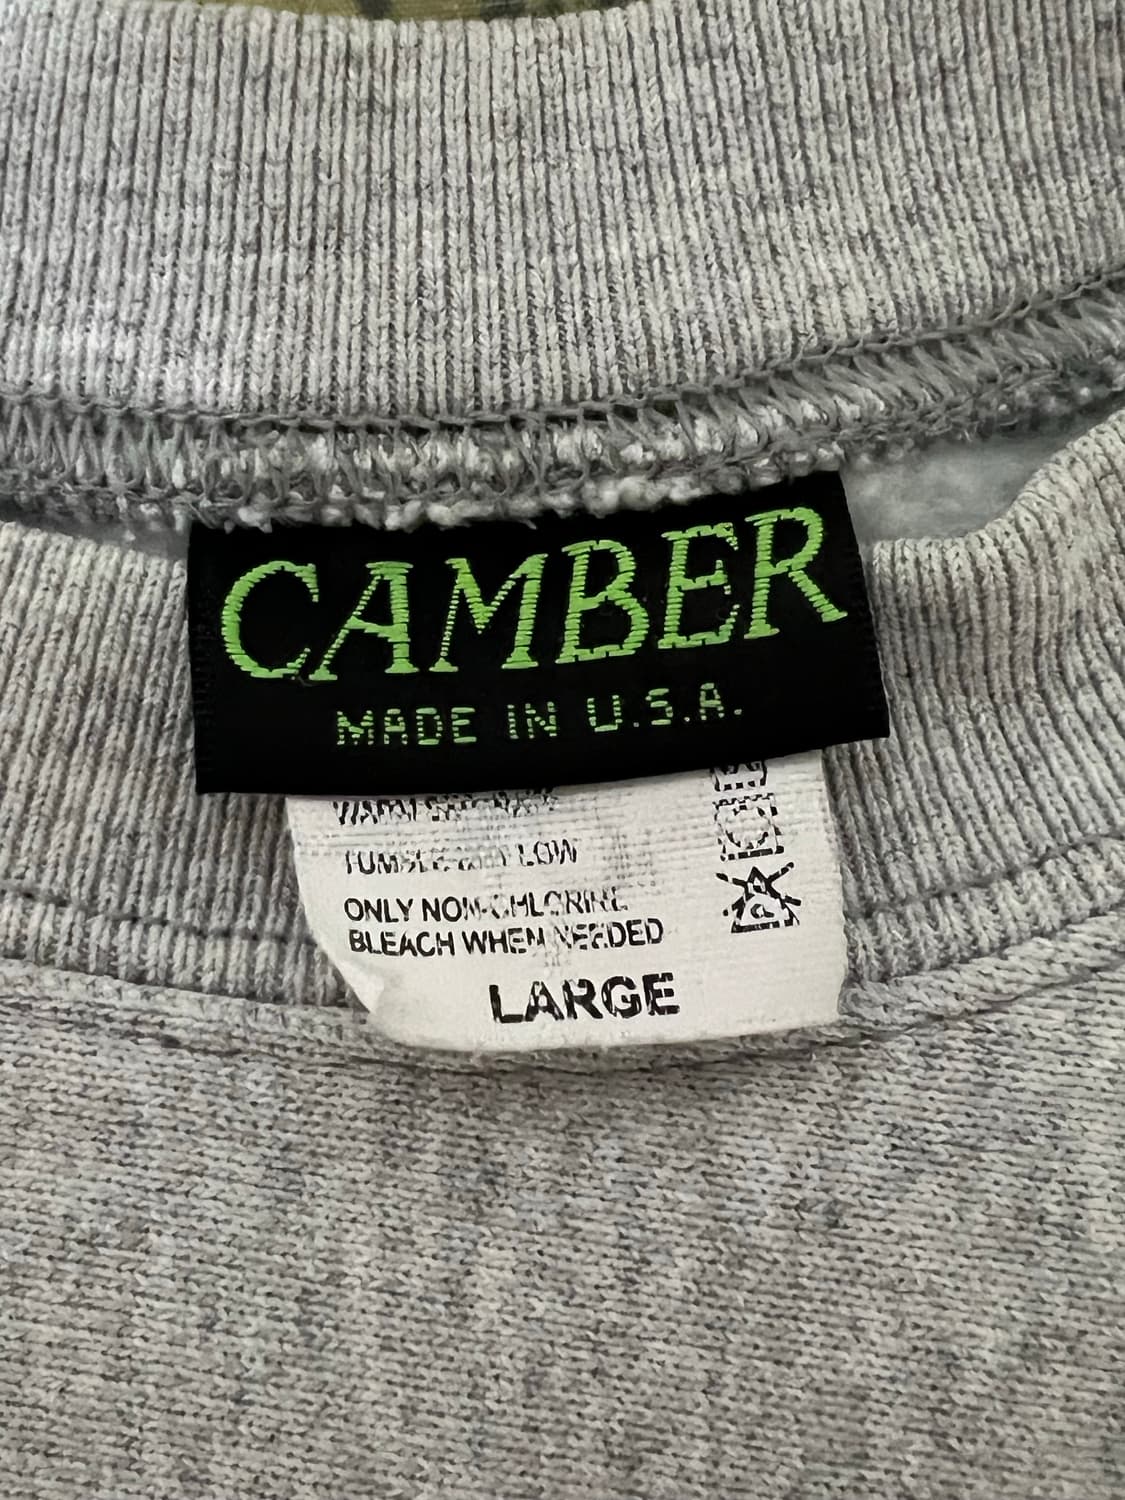 CAMBER
MADE IN U.S.A.
TUMBLE DRY LOW
ONLY NON-CHLORINE
BLEACH WHEN NEEDED
LARGE